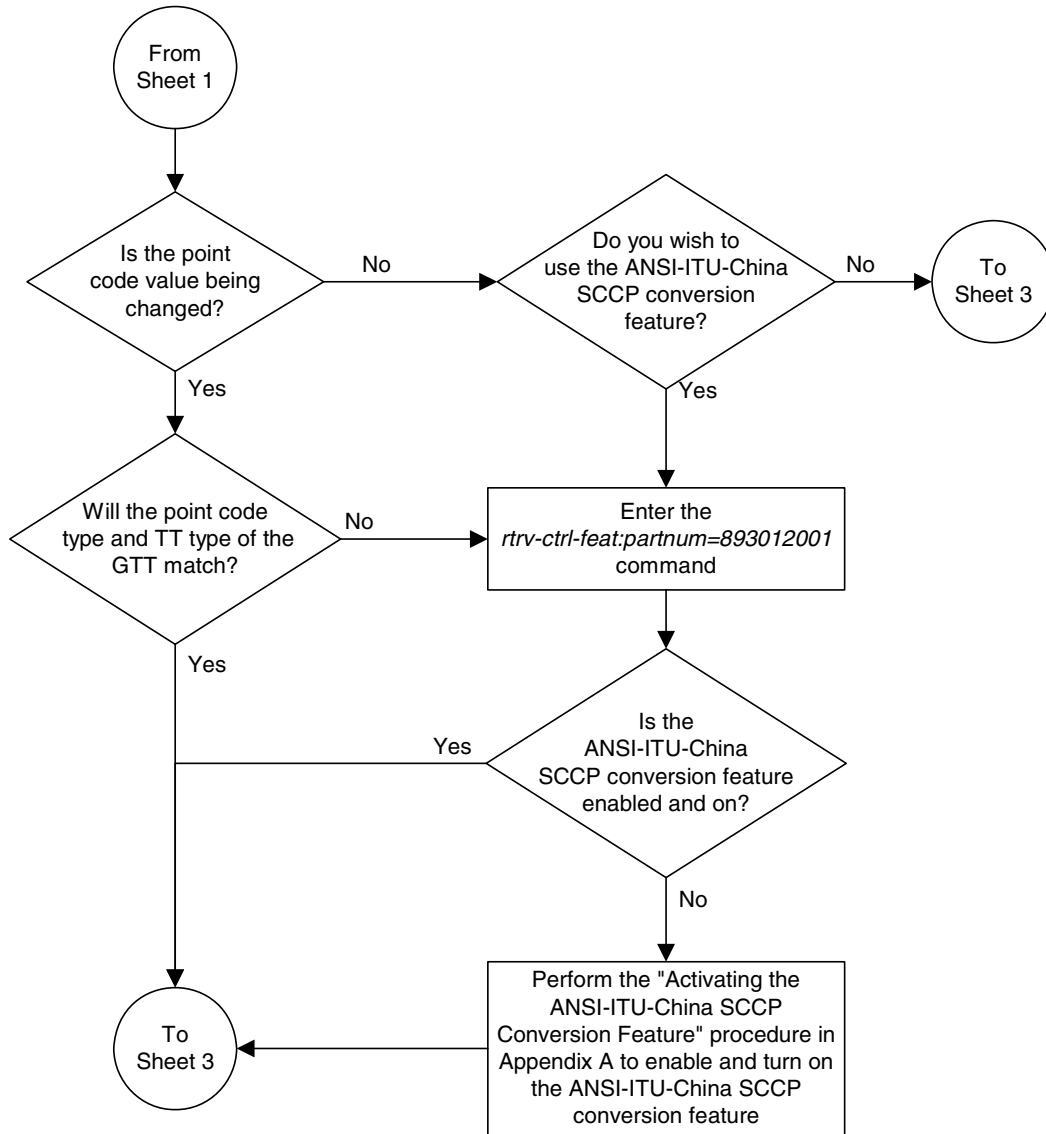 From
Sheet 1
Is the point
code value being
changed?
No
Do you wish to
use the ANSI-ITU-China
SCCP conversion
feature?
No
To
Sheet 3
Yes
Yes
Will the point code
type and TT type of the
GTT match?
No
Enter the
rtrv-ctrl-feat:partnum=893012001
command
Yes
Is the
ANSI-ITU-China
SCCP conversion feature
enabled and on?
Yes
No
Perform the "Activating the
ANSI-ITU-China SCCP
Conversion Feature" procedure in
Appendix A to enable and turn on
the ANSI-ITU-China SCCP
conversion feature
To
Sheet 3